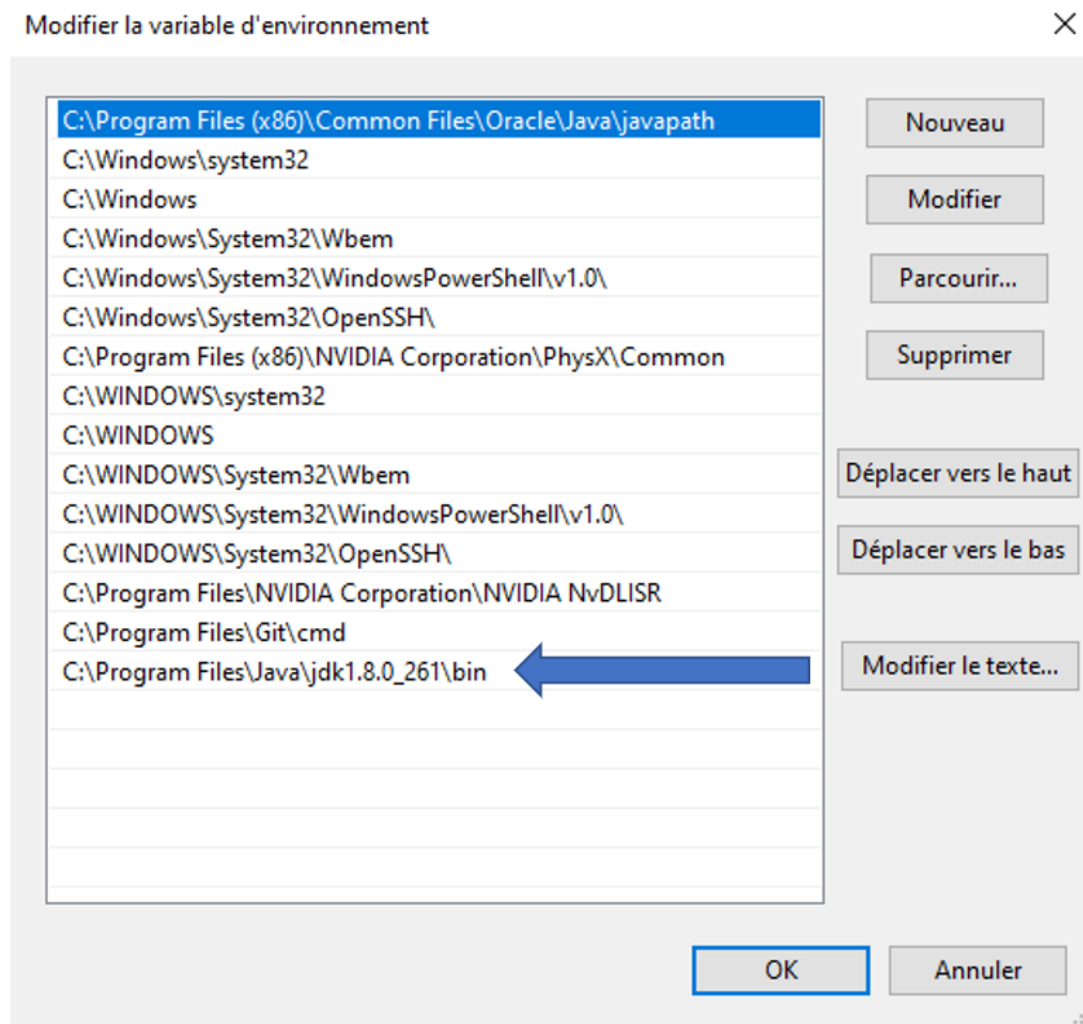 Modifier la variable d'environnement
C:\Program Files (x86)\Common Files\Oracle\Java\javapath
C:\Windows\system32
C:\Windows
C:\Windows\System32\Wbem
C:\Windows\System32\WindowsPowerShell\v1.0\
C:\Windows\System32\OpenSSH\
C:\Program Files (x86)\NVIDIA Corporation\PhysX\Common
C:\WINDOWS\system32
C:\WINDOWS
C:\WINDOWS\System32\Wbem
C:\WINDOWS\System32\WindowsPowerShell\v1.0\
C:\WINDOWS\System32\OpenSSH\
C:\Program Files\NVIDIA Corporation\NVIDIA NvDLISR
C:\Program Files\Git\cmd
C:\Program Files\Java\jdk1.8.0_261\bin
Nouveau
Modifier
Parcourir...
Supprimer
Déplacer vers le haut
Déplacer vers le bas
Modifier le texte...
OK
Annuler